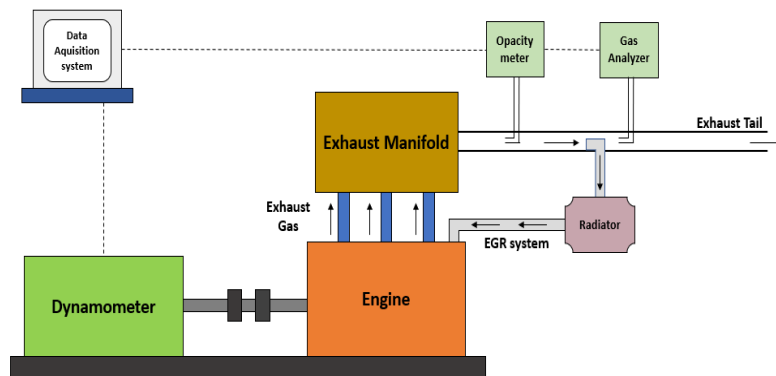 Data
Aquisition
system
Opacity
meter
Gas
Analyzer
Exhaust Tail
Exhaust Manifold
Exhaust
Gas
Radiator
EGR system
Dynamometer
Engine